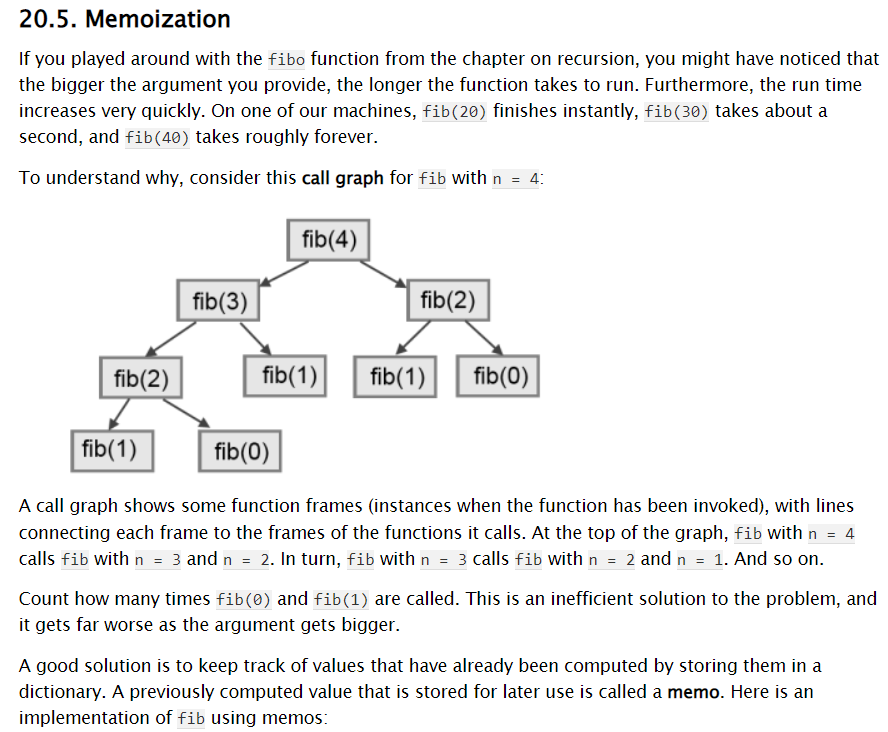 20.5. Memoization
If you played around with the fibo function from the chapter on recursion, you might have noticed that
the bigger the argument you provide, the longer the function takes to run. Furthermore, the run time
increases very quickly. On one of our machines, fib(20) finishes instantly, fib(30) takes about a
second, and fib(40) takes roughly forever.
To understand why, consider this call graph for fib with n = 4:
fib(4)
fib(3)
fib(2)
fib(2)
fib(1)
fib(1)
fib(0)
fib(1)
fib(0)
A call graph shows some function frames (instances when the function has been invoked), with lines
connecting each frame to the frames of the functions it calls. At the top of the graph, fib with n = 4
calls fib with n = 3 and n = 2. In turn, fib with n = 3 calls fib with n = 2 and n = 1. And so on.
Count how many times fib(0) and fib(1) are called. This is an inefficient solution to the problem, and
it gets far worse as the argument gets bigger.
A good solution is to keep track of values that have already been computed by storing them in a
dictionary. A previously computed value that is stored for later use is called a memo. Here is an
implementation of fib using memos: